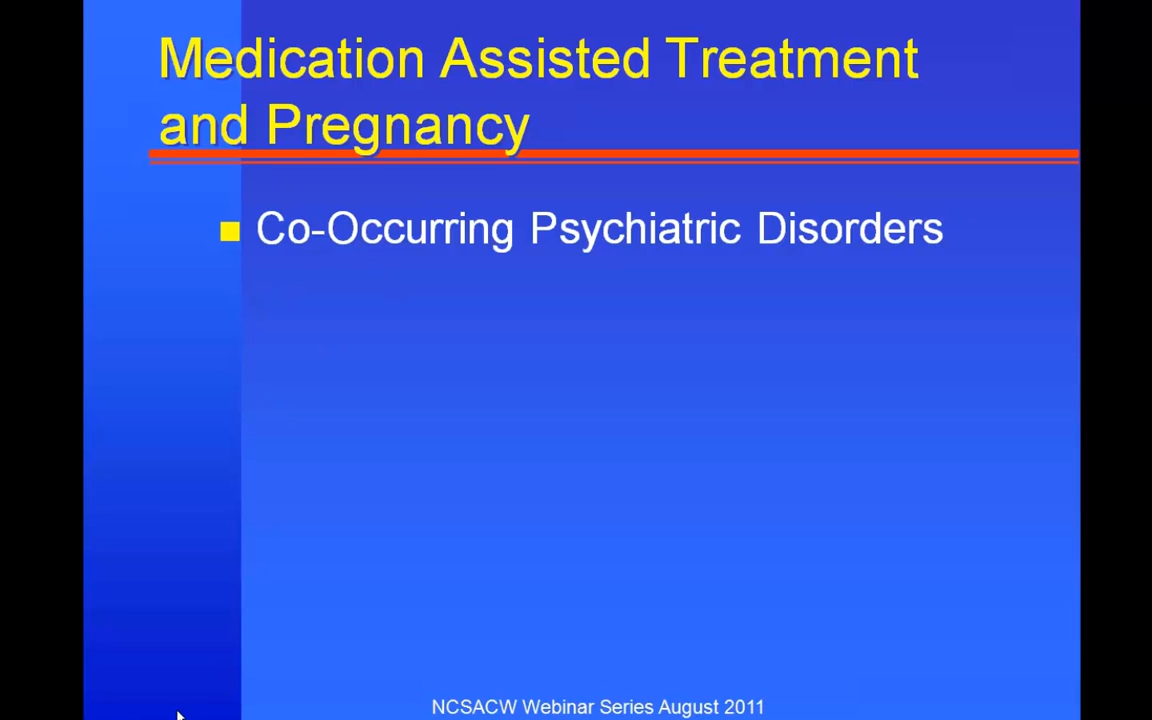 Medication Assisted Treatment
and Pregnancy
Co-Occurring Psychiatric Disorders
NCSACW Webinar Series August 2011